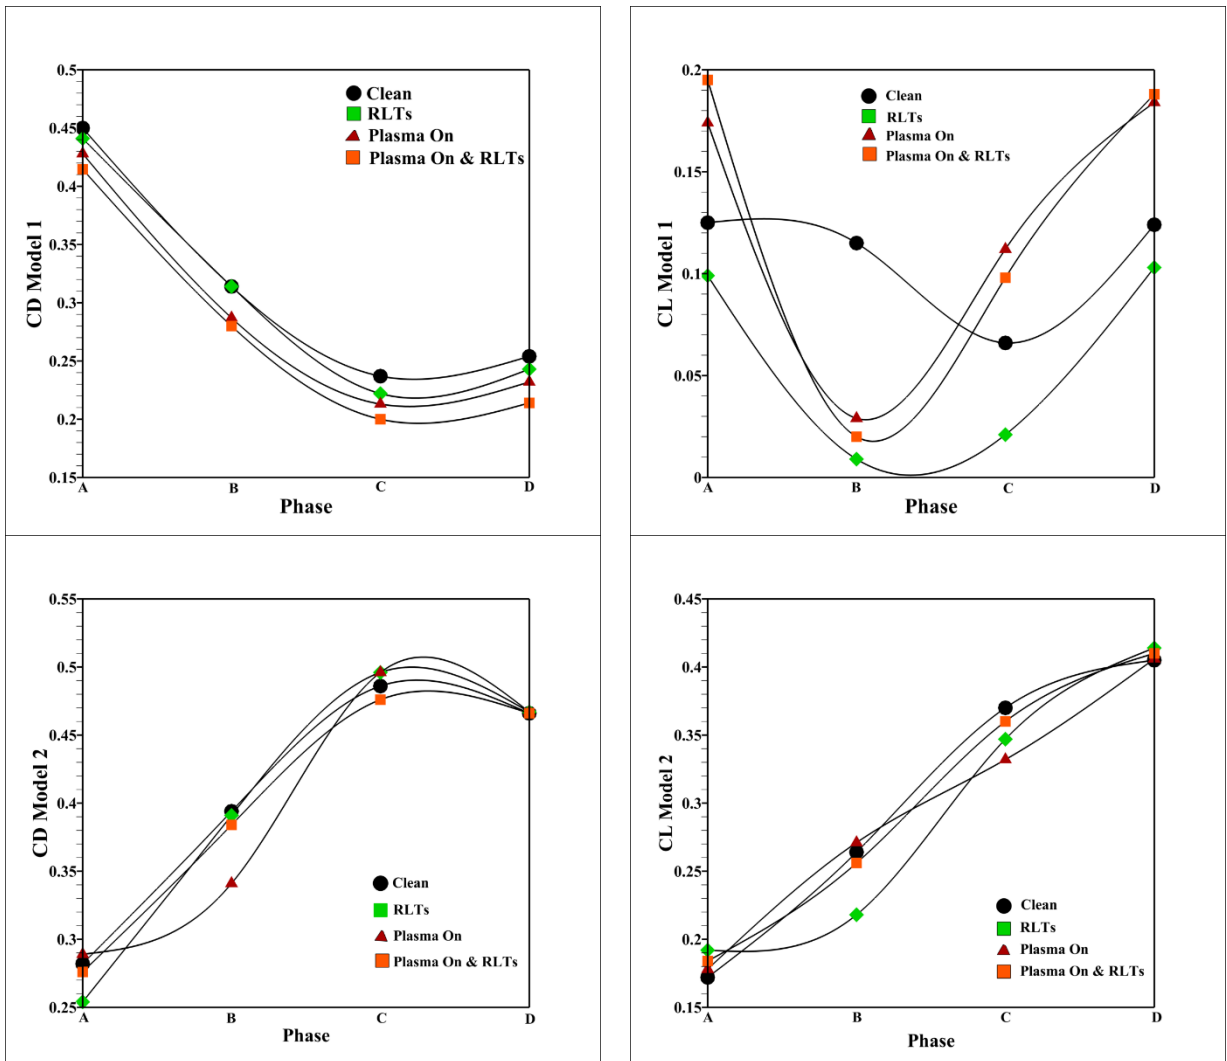 0.5
0.45
0.4
0.35
0.3
0.25
0.2
0.15
CD Model 1
Clean
RLTs
Plasma On
Plasma On & RLTs
A B C D
Phase
0.2
0.15
0.1
0.05
0
CL Model 1
Clean
RLTs
Plasma On
Plasma On & RLTs
A B C D
Phase
0.55
0.5
0.45
0.4
0.35
0.3
0.25
CD Model 2
Clean
RLTs
Plasma On
Plasma On & RLTs
A B C D
Phase
0.45
0.4
0.35
0.3
0.25
0.2
0.15
CL Model 2
Clean
RLTs
Plasma On
Plasma On & RLTs
A B C D
Phase